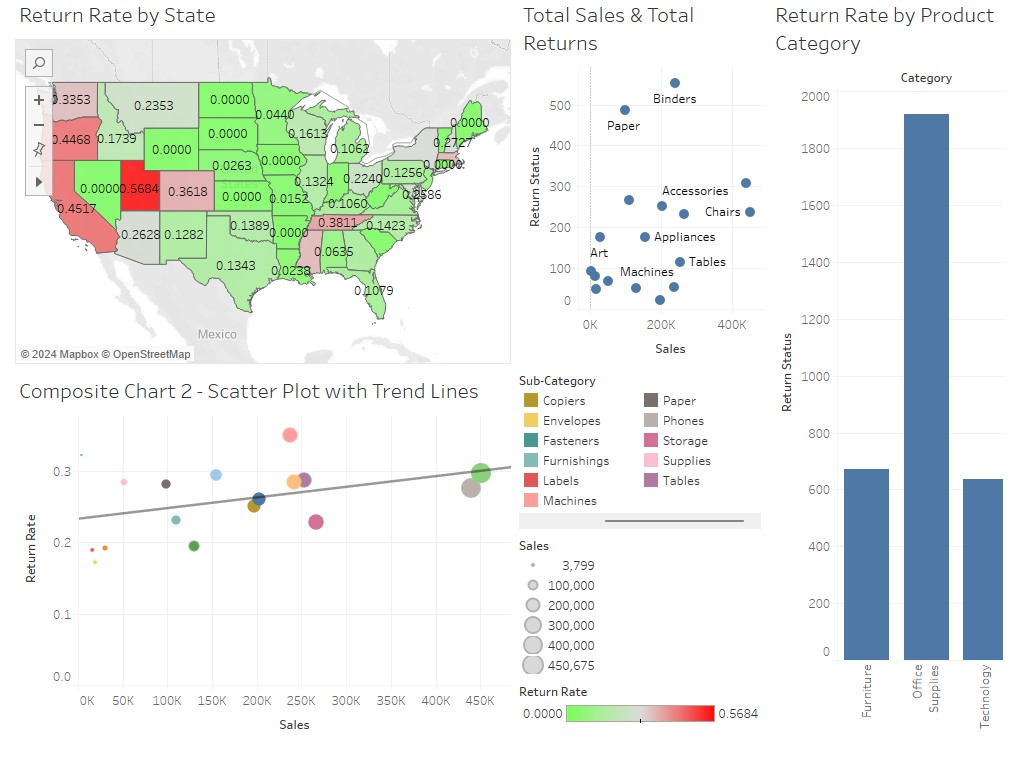 Return Rate by State
0.3353
0.2353
0.0000
0.0440
0.0000
0.4468
0.1739
0.0000
0.1613
0.2727
0.0000
0.1062
0.0263
0.0000
0.0000
0.0000
0.5684
0.3618
0.0000
0.0152
0.1324
0.2240
0.1256
0.2586
0.4517
0.1060
0.2628
0.1282
0.1389
0.0000
0.3811
0.1423
0.1343
0.0238
0.0635
0.1079
Mexico
© 2024 Mapbox © OpenStreetMap
Total Sales & Total
Returns
Return Status
500
400
300
200
100
0
Binders
Paper
Accessories
Chairs
Appliances
Art
Tables
Machines
0K
200K
400K
Sales
Return Rate by Product
Category
Category
Return Status
2000
1800
1600
1400
1200
1000
800
600
400
200
0
Furniture
Office
Supplies
Technology
Composite Chart 2 - Scatter Plot with Trend Lines
Return Rate
0.3
0.2
0.1
0.0
0K
50K
100K
150K
200K
250K
300K
350K
400K
450K
Sales
Sub-Category
Copiers
Envelopes
Fasteners
Furnishings
Labels
Machines
Paper
Phones
Storage
Supplies
Tables
Sales
3,799
100,000
200,000
300,000
400,000
450,675
Return Rate
0.0000
0.5684